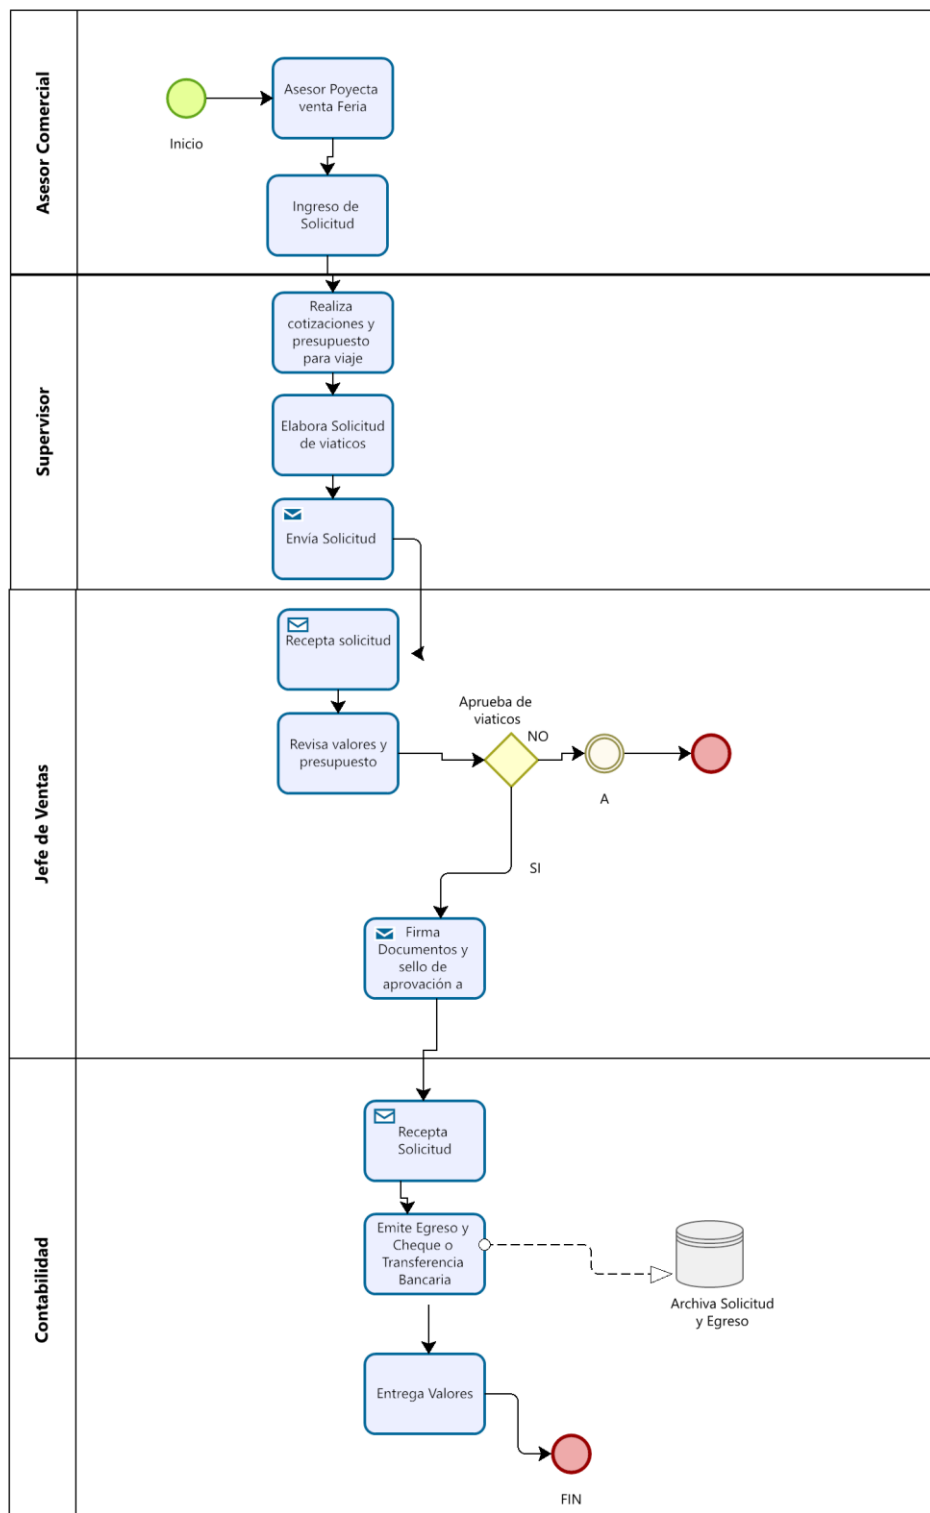 Asesor Comercial
Inicio
Asesor Poyecta
venta Feria
Ingreso de
Solicitud
Supervisor
Realiza
cotizaciones y
presupuesto
para viaje
Elabora Solicitud
de viaticos
Envía Solicitud
Jefe de Ventas
Recepta solicitud
Revisa valores y
presupuesto
Aprueba de
viaticos
NO
A
SI
Firma
Documentos y
sello de
aprovación a
Contabilidad
Recepta
Solicitud
Emite Egreso y
Cheque o
Transferencia
Bancaria
Archiva Solicitud
y Egreso
Entrega Valores
FIN